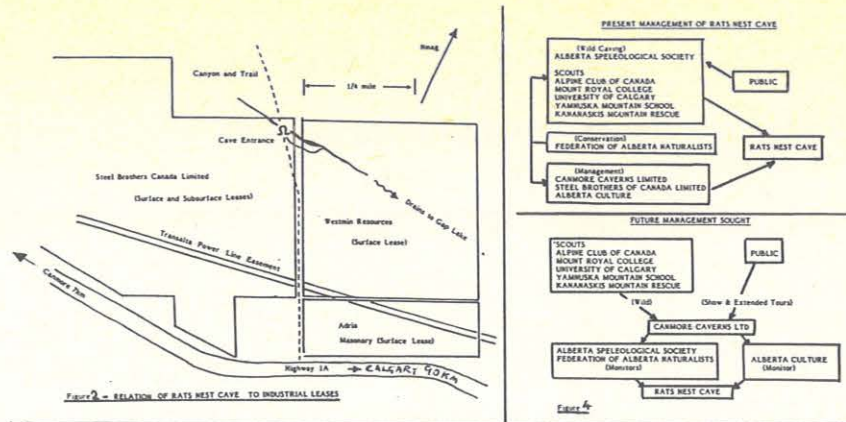 Canyon and Trail
Nmag
1/4 mile
Cave Entrance
Steel Brothers Canada Limited
(Surface and Subsurface Leases)
Drains to Gap Lake
Westmin Resources
(Surface Lease)
Transalta Power Line Easement
Canmore 7km
Adria
Masonary (Surface Lease)
Highway 1A → CALGARY 90KM
Figure 2 - RELATION OF RATS NEST CAVE TO INDUSTRIAL LEASES
PRESENT MANAGEMENT OF RATS NEST CAVE
(Wild Caving)
ALBERTA SPELEOLOGICAL SOCIETY
SCOUTS
ALPINE CLUB OF CANADA
MOUNT ROYAL COLLEGE
UNIVERSITY OF CALGARY
YAMNUSKA MOUNTAIN SCHOOL
KANANASKIS MOUNTAIN RESCUE
PUBLIC
(Conservation)
FEDERATION OF ALBERTA NATURALISTS
RATS NEST CAVE
(Management)
CANMORE CAVERNS LIMITED
STEEL BROTHERS OF CANADA LIMITED
ALBERTA CULTURE
FUTURE MANAGEMENT SOUGHT
SCOUTS
ALPINE CLUB OF CANADA
MOUNT ROYAL COLLEGE
UNIVERSITY OF CALGARY
YAMNUSKA MOUNTAIN SCHOOL
KANANASKIS MOUNTAIN RESCUE
PUBLIC
(Wild)
(Show & Extended Tours)
CANMORE CAVERNS LTD
ALBERTA SPELEOLOGICAL SOCIETY
FEDERATION OF ALBERTA NATURALISTS
(Monitors)
ALBERTA CULTURE
(Monitor)
RATS NEST CAVE
Figure 4